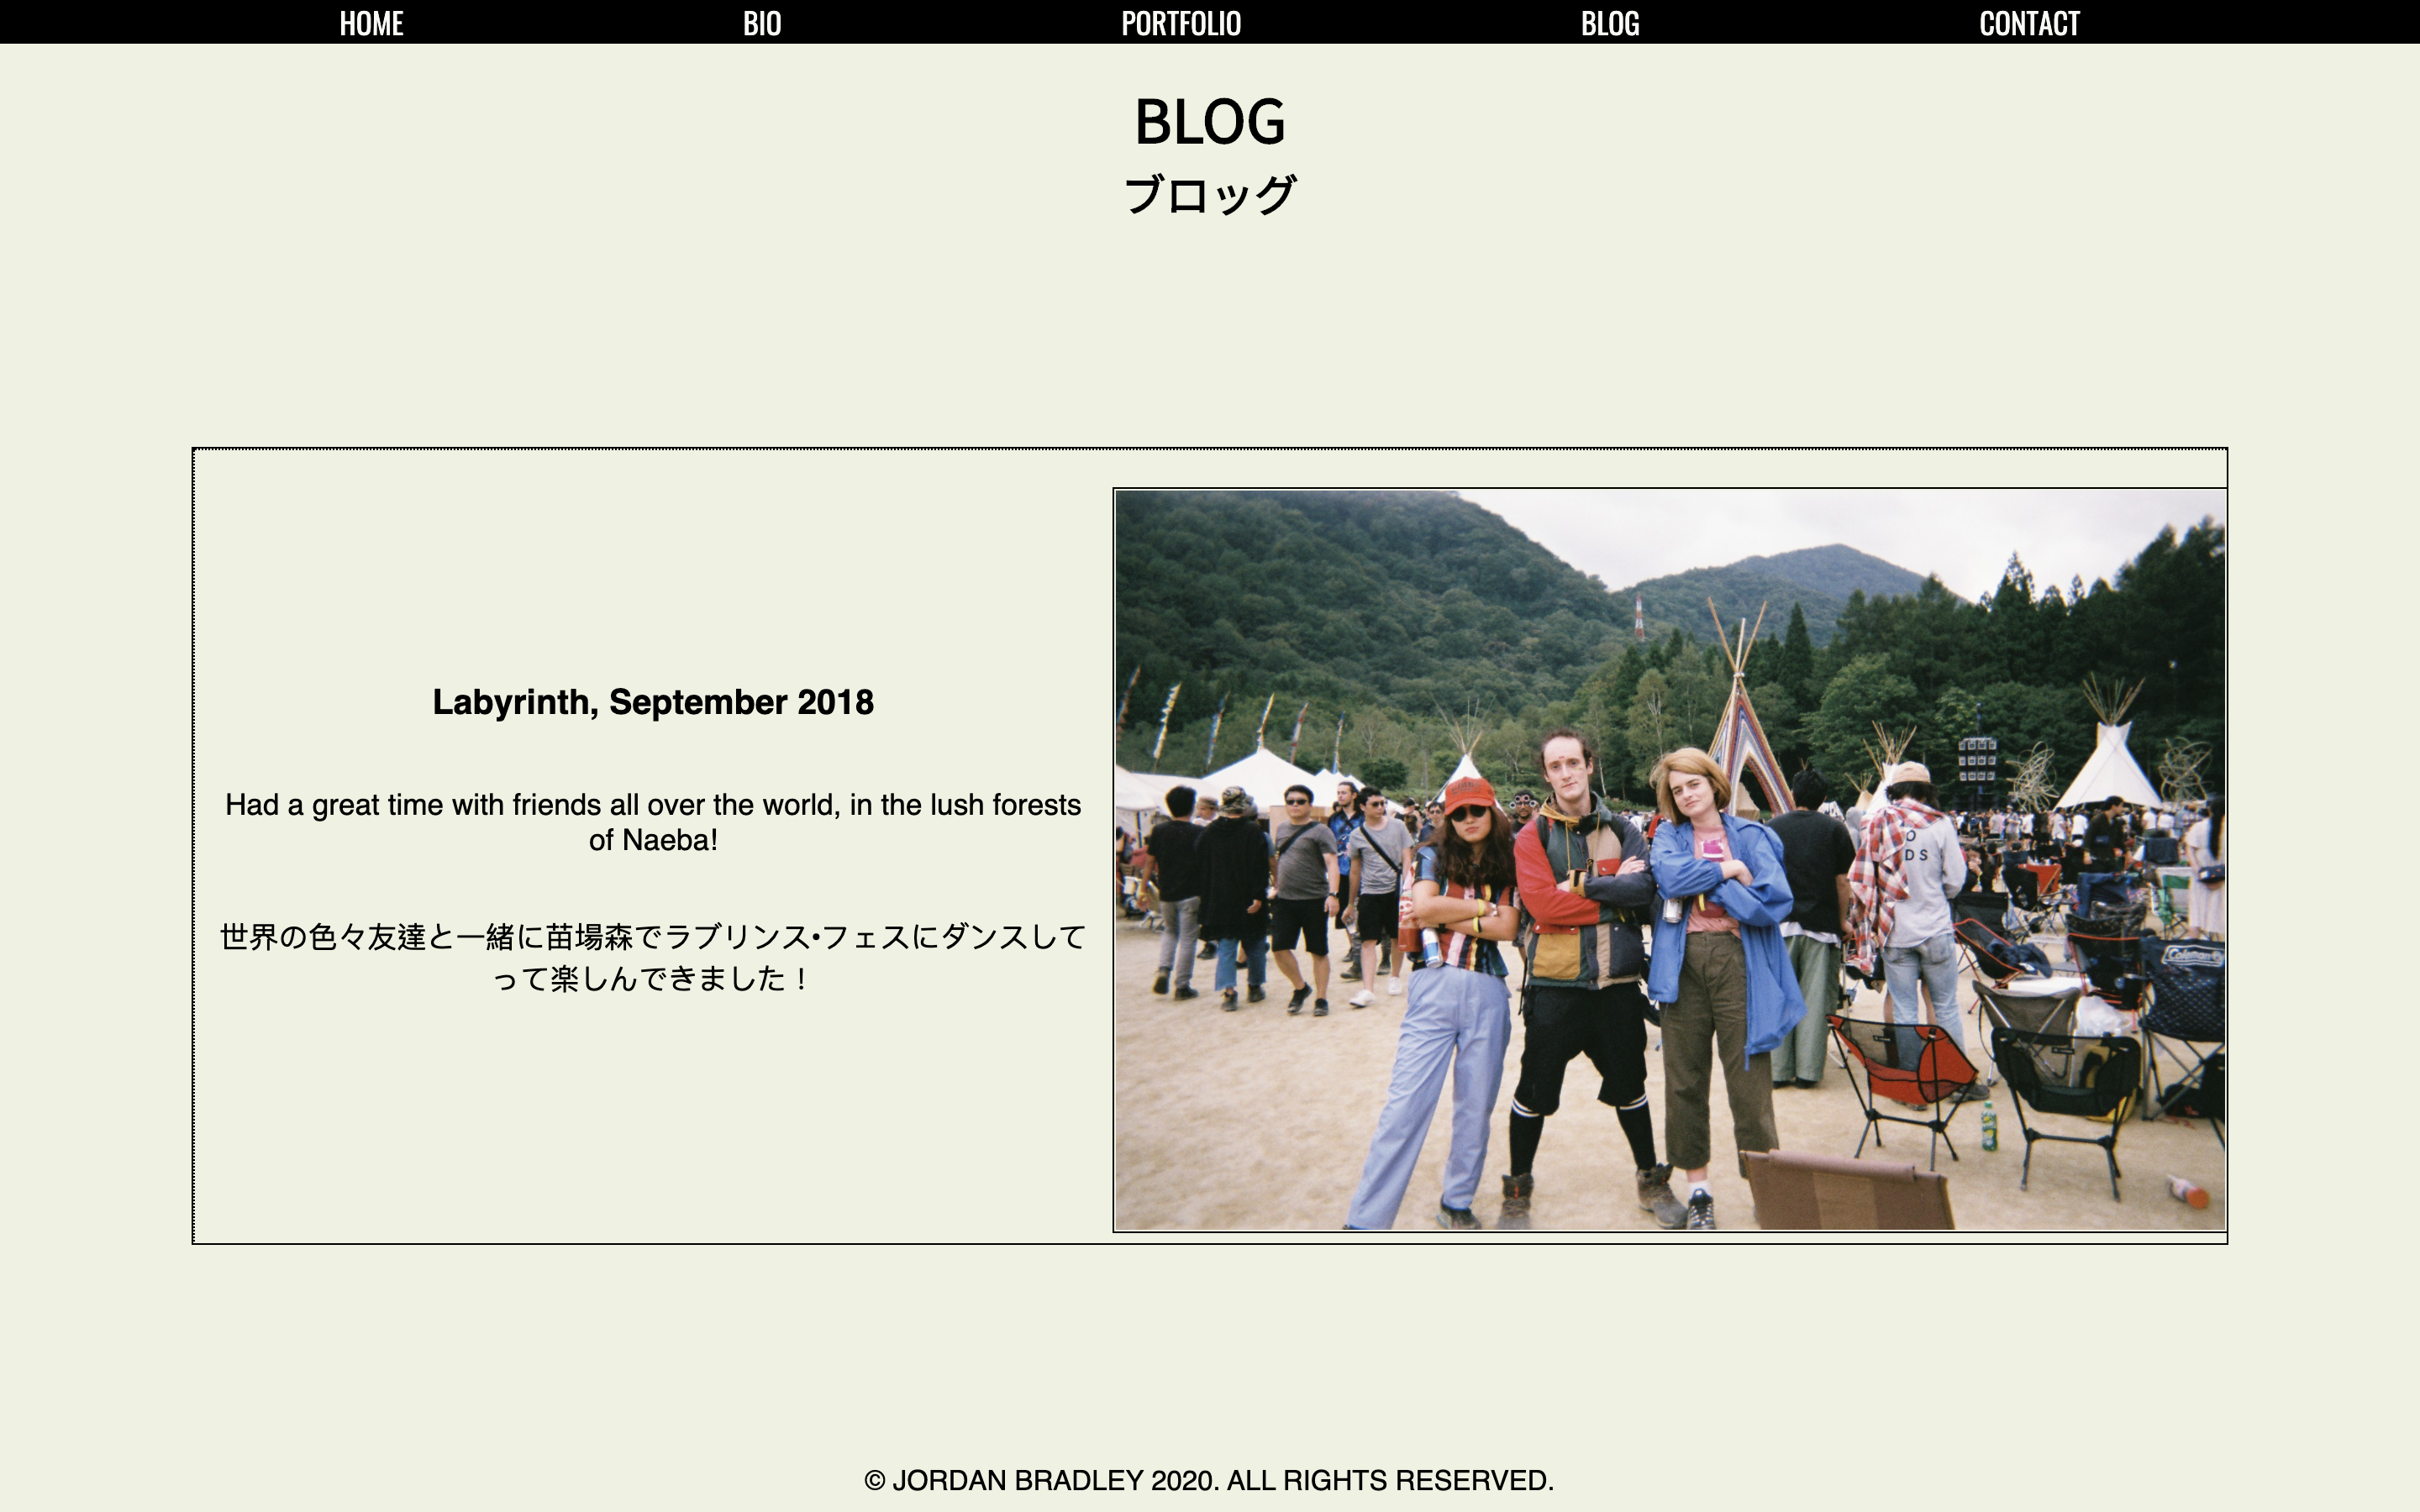 HOME BIO PORTFOLIO BLOG CONTACT
BLOG
ブロッグ
Labyrinth, September 2018
Had a great time with friends all over the world, in the lush forests
of Naeba!
世界の色々友達と一緒に苗場森でラブリンス•フェスにダンスして
って楽しんできました！
O
DS
Coleman
© JORDAN BRADLEY 2020. ALL RIGHTS RESERVED.